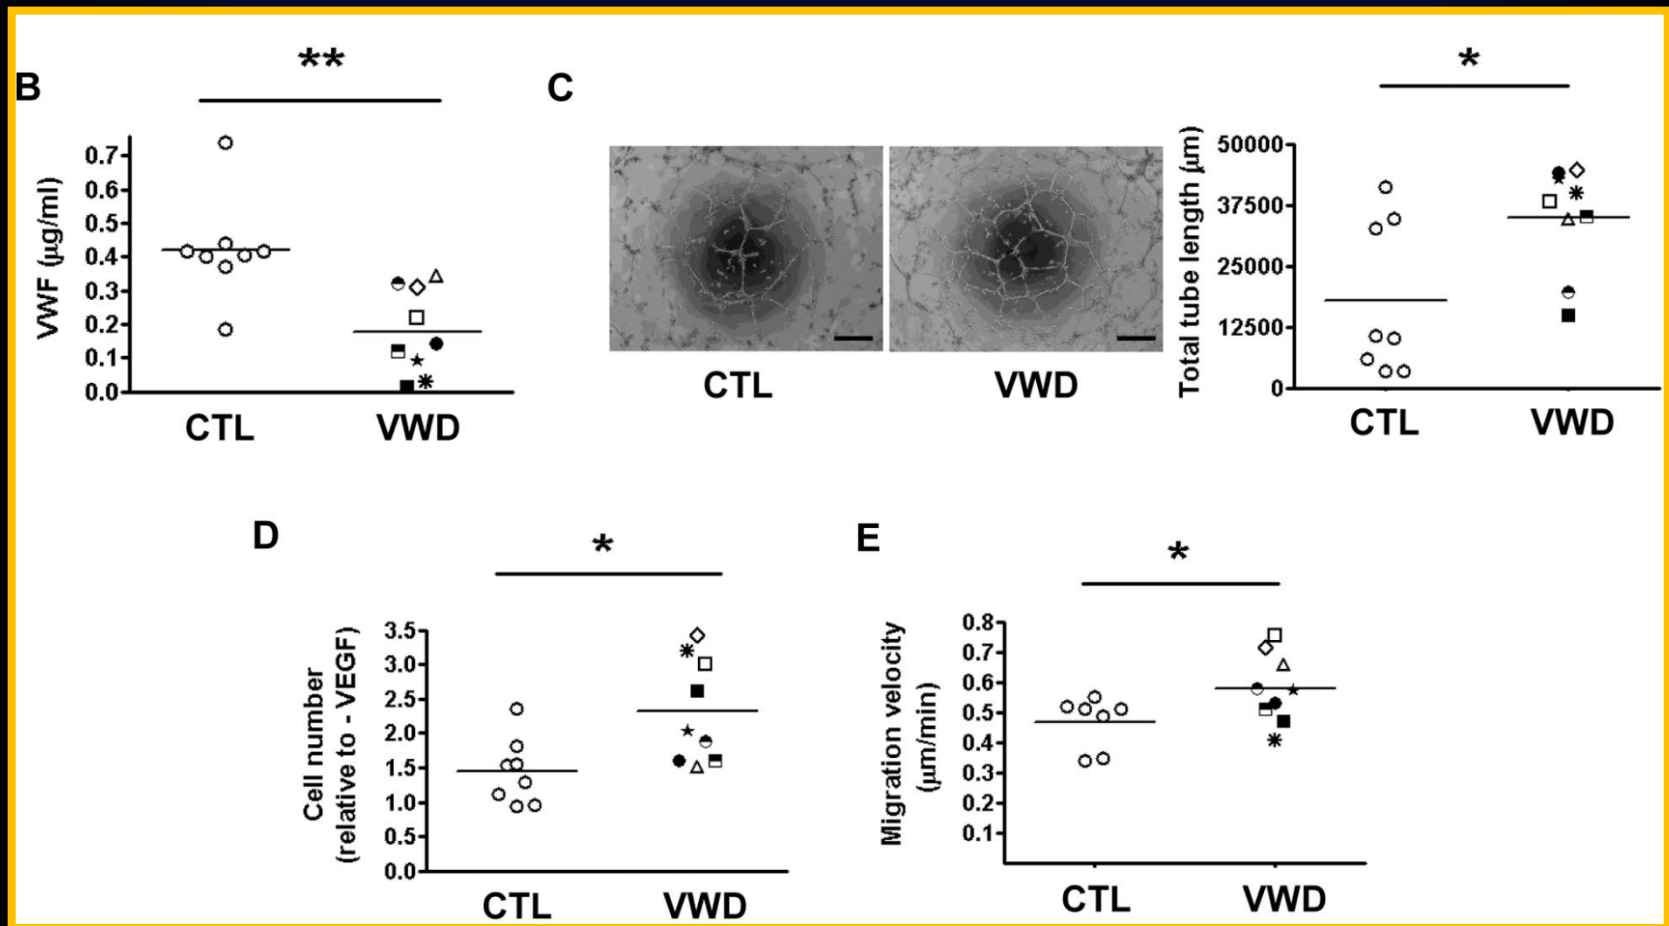 B
**
VWF (μg/ml)
0.7
0.6
0.5
0.4
0.3
0.2
0.1
0.0
CTL
VWD
C
CTL
VWD
*
Total tube length (μm)
50000
37500
25000
12500
0
CTL
VWD
D
*
Cell number
(relative to - VEGF)
3.5
3.0
2.5
2.0
1.5
1.0
0.5
0.0
CTL
VWD
E
*
Migration velocity
(μm/min)
0.8
0.7
0.6
0.5
0.4
0.3
0.2
0.1
CTL
VWD